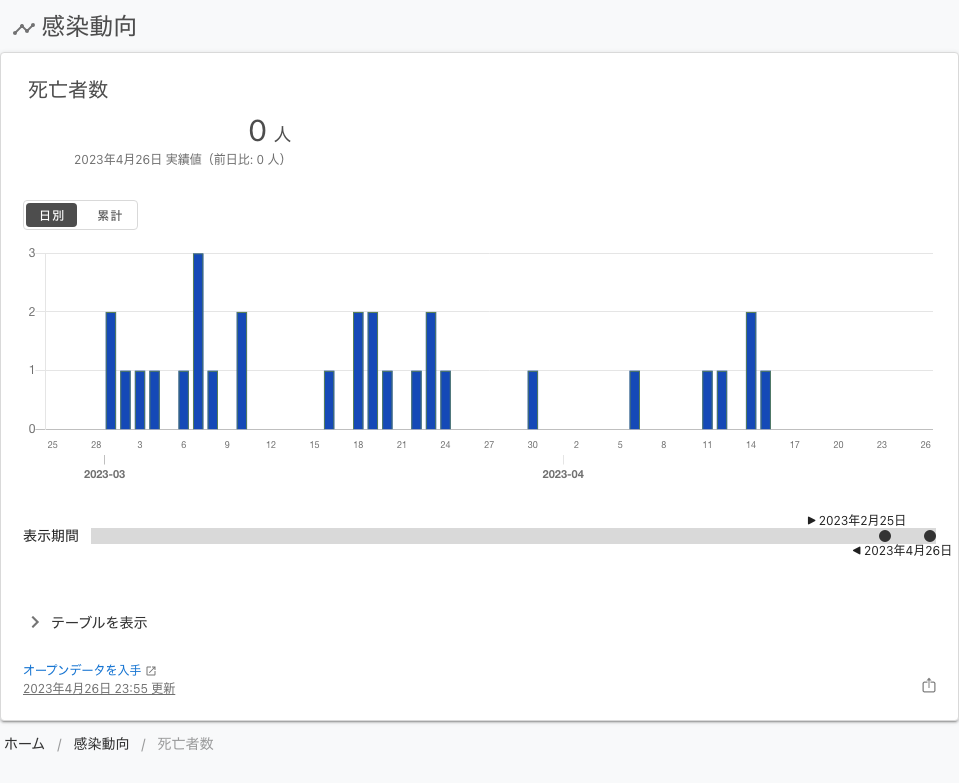 感染動向
死亡者数
0 人
2023年4月26日 実績値（前日比: 0 人）
日別 累計
3
2
1
0
25 28 3 6 9 12 15 18 21 24 27 30 2 5 8 11 14 17 20 23 26
2023-03 2023-04
▶ 2023年2月25日
表示期間
◀ 2023年4月26日
テーブルを表示
オープンデータを入手
2023年4月26日 23:55 更新
ホーム / 感染動向 / 死亡者数